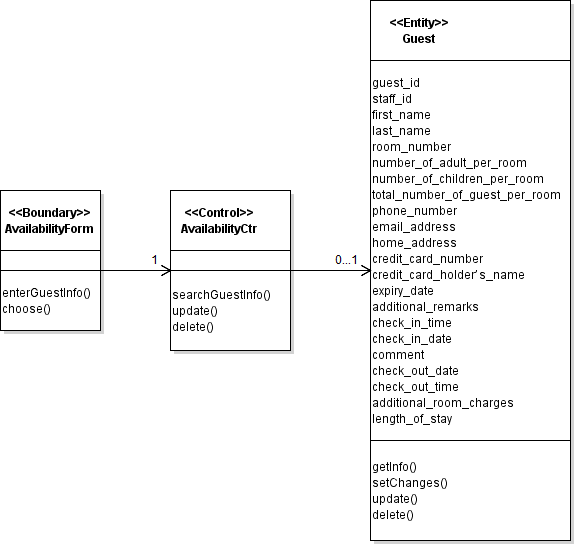 <<Boundary>>
AvailabilityForm
enterGuestInfo()
choose()
1
<<Control>>
AvailabilityCtr
searchGuestInfo()
update()
delete()
0...1
<<Entity>>
Guest
guest_id
staff_id
first_name
last_name
room_number
number_of_adult_per_room
number_of_children_per_room
total_number_of_guest_per_room
phone_number
email_address
home_address
credit_card_number
credit_card_holder's_name
expiry_date
additional_remarks
check_in_time
check_in_date
comment
check_out_date
check_out_time
additional_room_charges
length_of_stay
getInfo()
setChanges()
update()
delete()